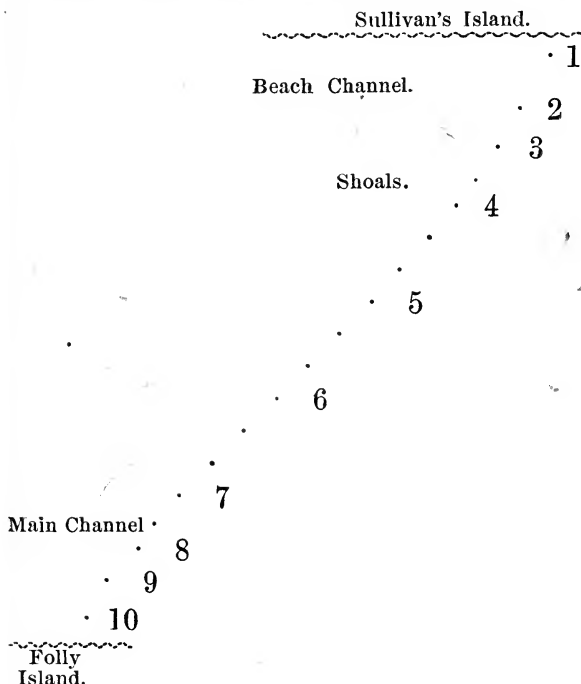 Sullivan's Island.
1
Beach Channel.
2
3
Shoals.
4
5
6
7
Main Channel
8
9
10
Folly
Island.